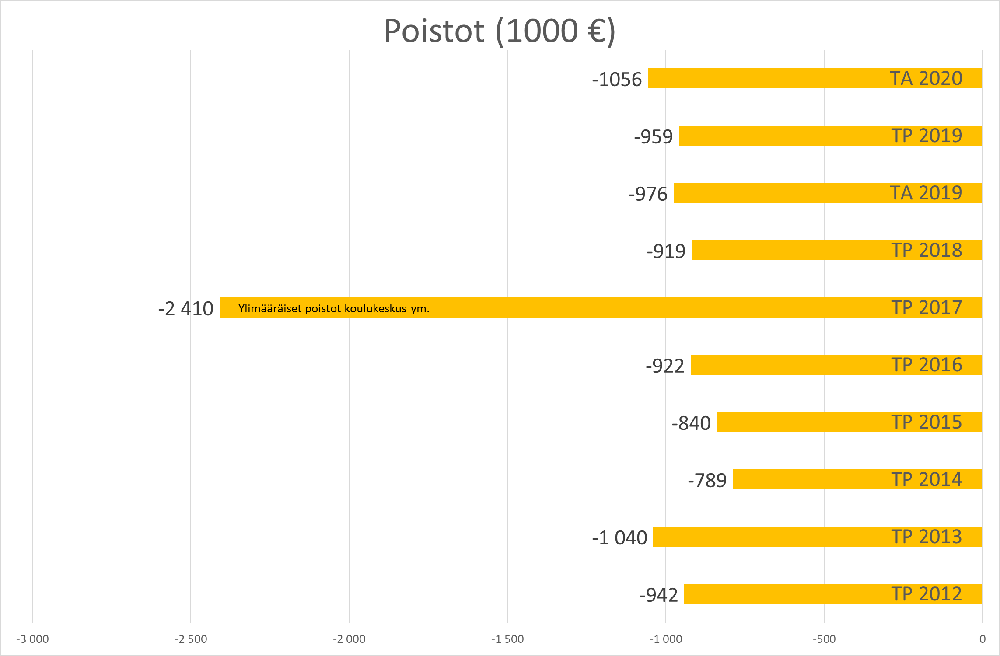 Poistot (1000 €)
-1056 TA 2020
-959 TP 2019
-976 TA 2019
-919 TP 2018
-2 410 Ylimääräiset poistot koulukeskus ym. TP 2017
-922 TP 2016
-840 TP 2015
-789 TP 2014
-1 040 TP 2013
-942 TP 2012
-3 000 -2 500 -2 000 -1 500 -1 000 -500 0